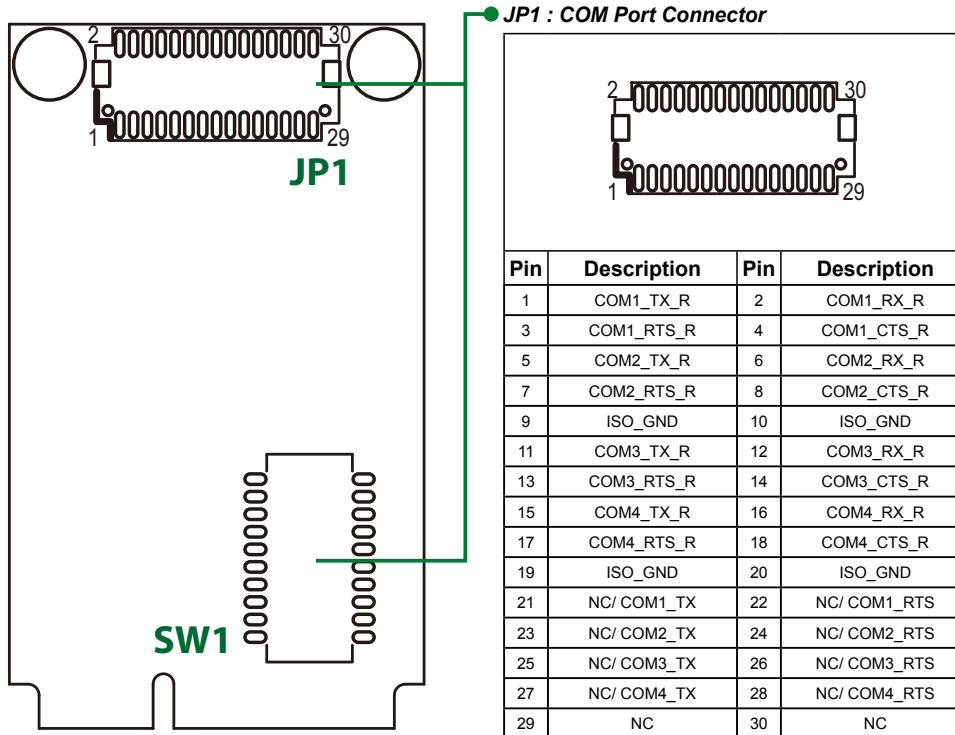 JP1 : COM Port Connector
2 30
1 29
JP1
SW1
2 30
1 29
Pin Description Pin Description
1 COM1_TX_R 2 COM1_RX_R
3 COM1_RTS_R 4 COM1_CTS_R
5 COM2_TX_R 6 COM2_RX_R
7 COM2_RTS_R 8 COM2_CTS_R
9 ISO_GND 10 ISO_GND
11 COM3_TX_R 12 COM3_RX_R
13 COM3_RTS_R 14 COM3_CTS_R
15 COM4_TX_R 16 COM4_RX_R
17 COM4_RTS_R 18 COM4_CTS_R
19 ISO_GND 20 ISO_GND
21 NC/ COM1_TX 22 NC/ COM1_RTS
23 NC/ COM2_TX 24 NC/ COM2_RTS
25 NC/ COM3_TX 26 NC/ COM3_RTS
27 NC/ COM4_TX 28 NC/ COM4_RTS
29 NC 30 NC